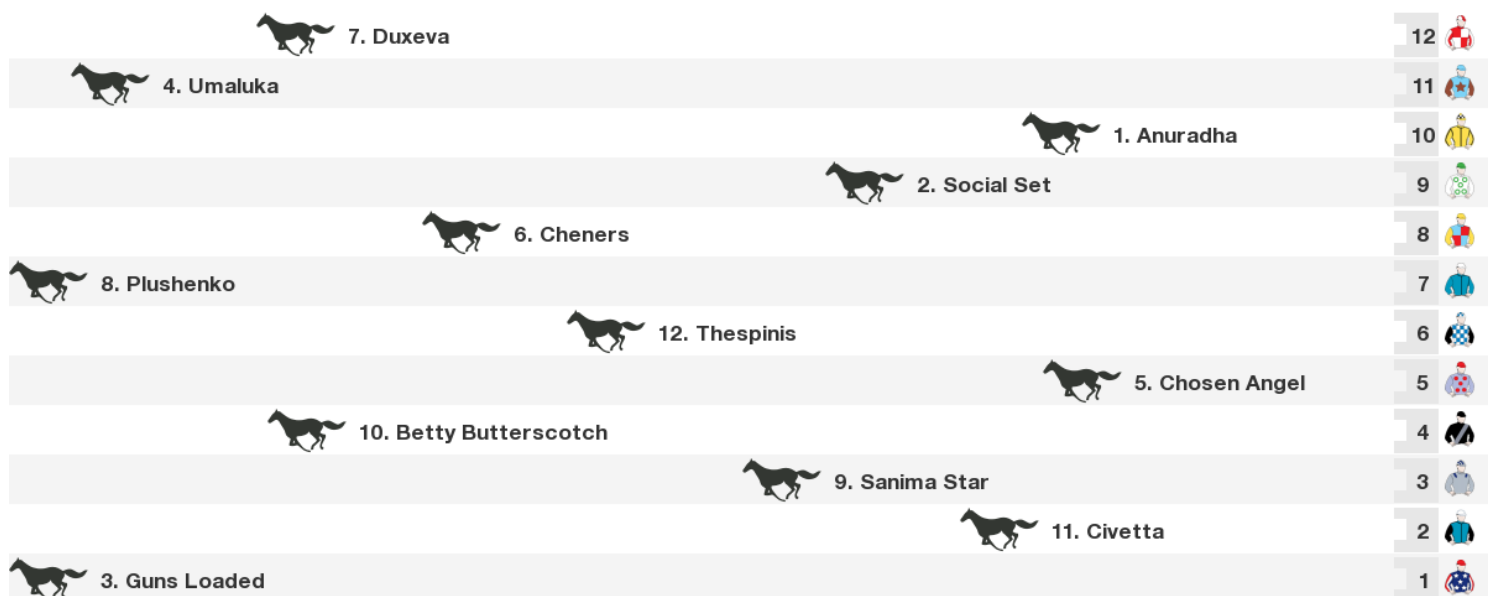 7. Duxeva 12
4. Umaluka 11
1. Anuradha 10
2. Social Set 9
6. Cheners 8
8. Plushenko 7
12. Thespinis 6
5. Chosen Angel 5
10. Betty Butterscotch 4
9. Sanima Star 3
11. Civetta 2
3. Guns Loaded 1